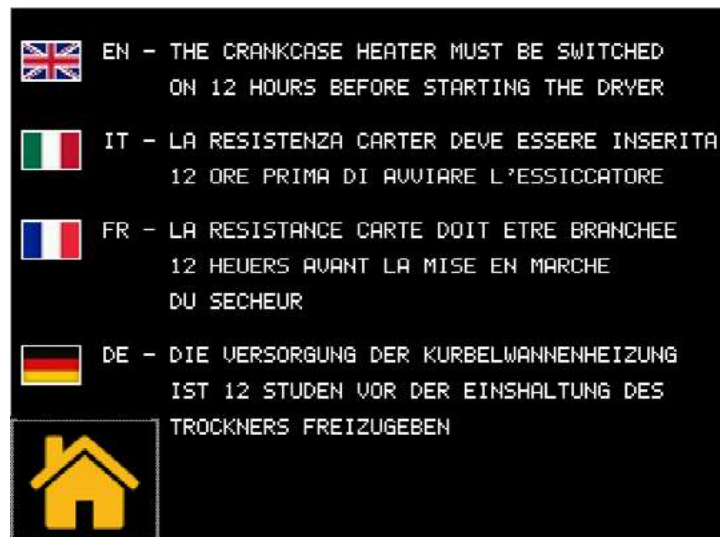 EN - THE CRANKCASE HEATER MUST BE SWITCHED
ON 12 HOURS BEFORE STARTING THE DRYER
IT - LA RESISTENZA CARTER DEVE ESSERE INSERITA
12 ORE PRIMA DI AVVIARE L'ESSICCATORE
FR - LA RESISTANCE CARTE DOIT ETRE BRANCHEE
12 HEUERS AVANT LA MISE EN MARCHE
DU SECHEUR
DE - DIE VERSORGUNG DER KURBELWANNENHEIZUNG
IST 12 STUDEN VOR DER EINSHALTUNG DES
TROCKNERS FREIZUGEBEN